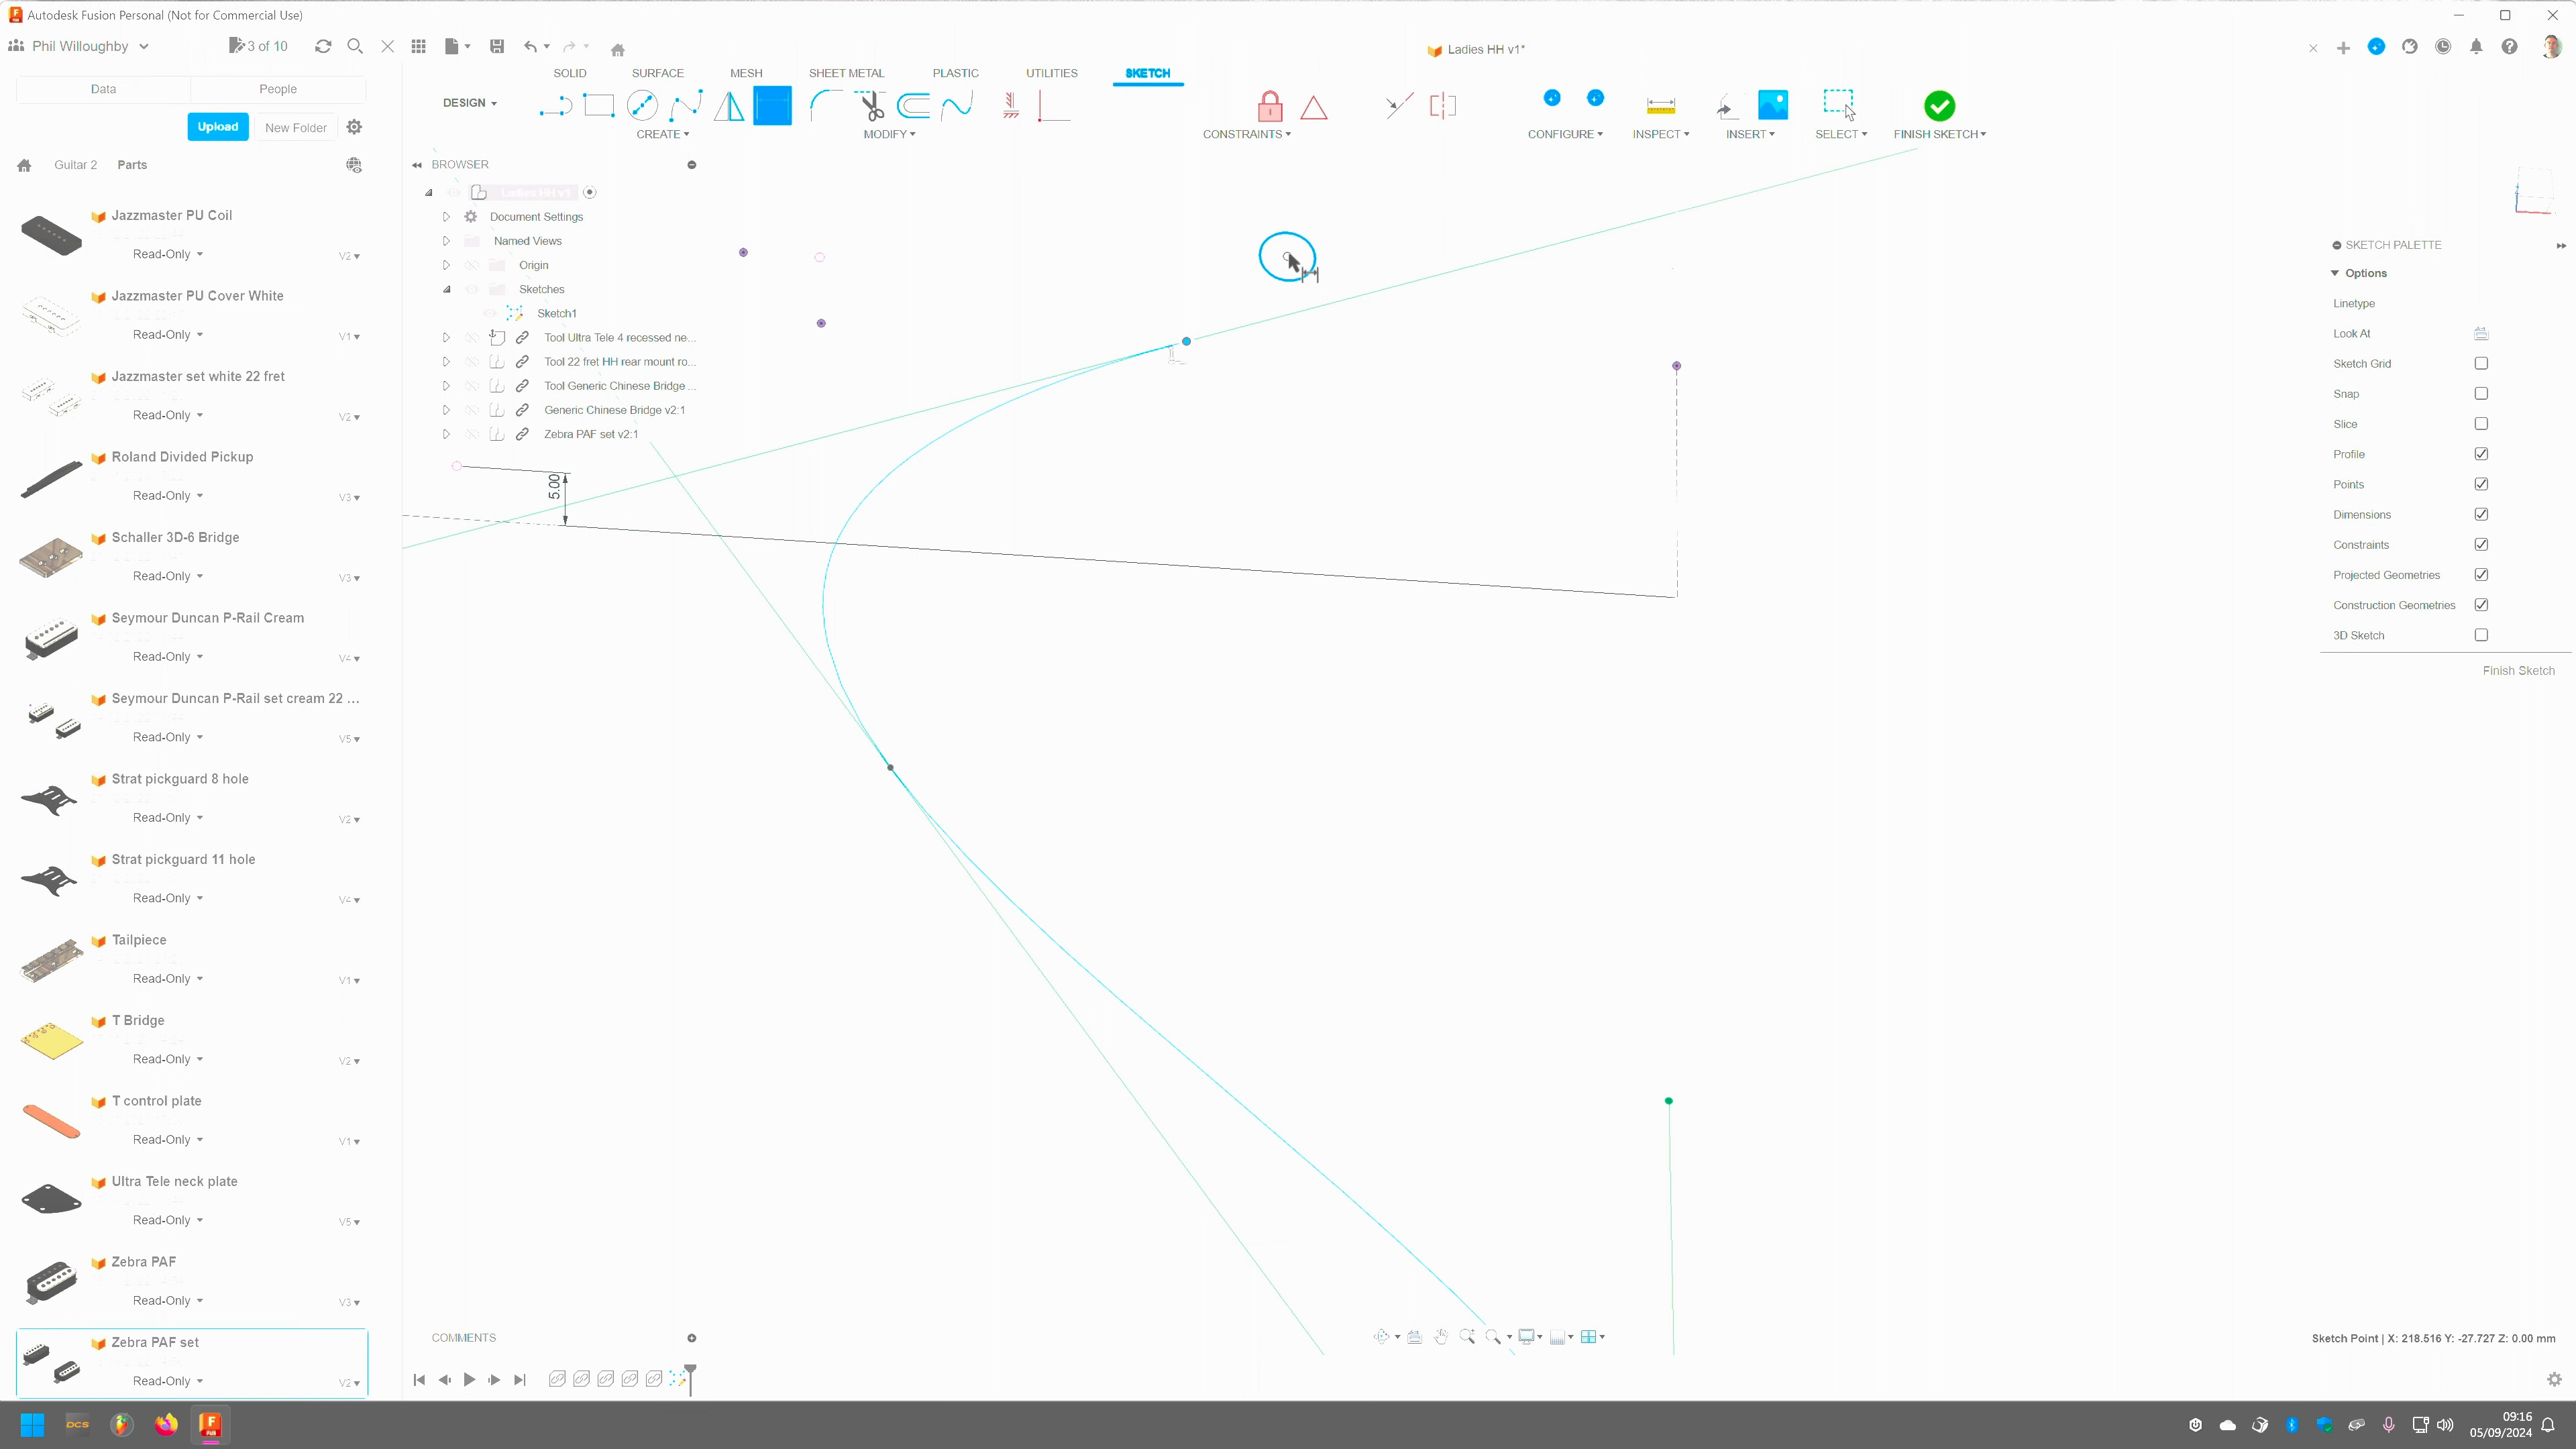 Autodesk Fusion Personal (Not for Commercial Use)
Phil Willoughby
3 of 10
Ladies HH v1*
Data
People
Upload
New Folder
Guitar 2
Parts
Jazzmaster PU Coil
Read-Only
V2
Jazzmaster PU Cover White
Read-Only
V1
Jazzmaster set white 22 fret
Read-Only
V2
Roland Divided Pickup
Read-Only
V3
Schaller 3D-6 Bridge
Read-Only
V3
Seymour Duncan P-Rail Cream
Read-Only
V4
Seymour Duncan P-Rail set cream 22 ...
Read-Only
V5
Strat pickguard 8 hole
Read-Only
V2
Strat pickguard 11 hole
Read-Only
V4
Tailpiece
Read-Only
V1
T Bridge
Read-Only
V2
T control plate
Read-Only
V1
Ultra Tele neck plate
Read-Only
V5
Zebra PAF
Read-Only
V3
Zebra PAF set
Read-Only
V2
SOLID
SURFACE
MESH
SHEET METAL
PLASTIC
UTILITIES
SKETCH
DESIGN
CREATE
MODIFY
CONSTRAINTS
CONFIGURE
INSPECT
INSERT
SELECT
FINISH SKETCH
BROWSER
Ladies HH v1
Document Settings
Named Views
Origin
Sketches
Sketch1
Tool Ultra Tele 4 recessed ne...
Tool 22 fret HH rear mount ro...
Tool Generic Chinese Bridge ...
Generic Chinese Bridge v2:1
Zebra PAF set v2:1
5.00
SKETCH PALETTE
Options
Linetype
Look At
Sketch Grid
Snap
Slice
Profile
Points
Dimensions
Constraints
Projected Geometries
Construction Geometries
3D Sketch
Finish Sketch
COMMENTS
Sketch Point | X: 218.516 Y: -27.727 Z: 0.00 mm
DCS
F
FUS
09:16
05/09/2024